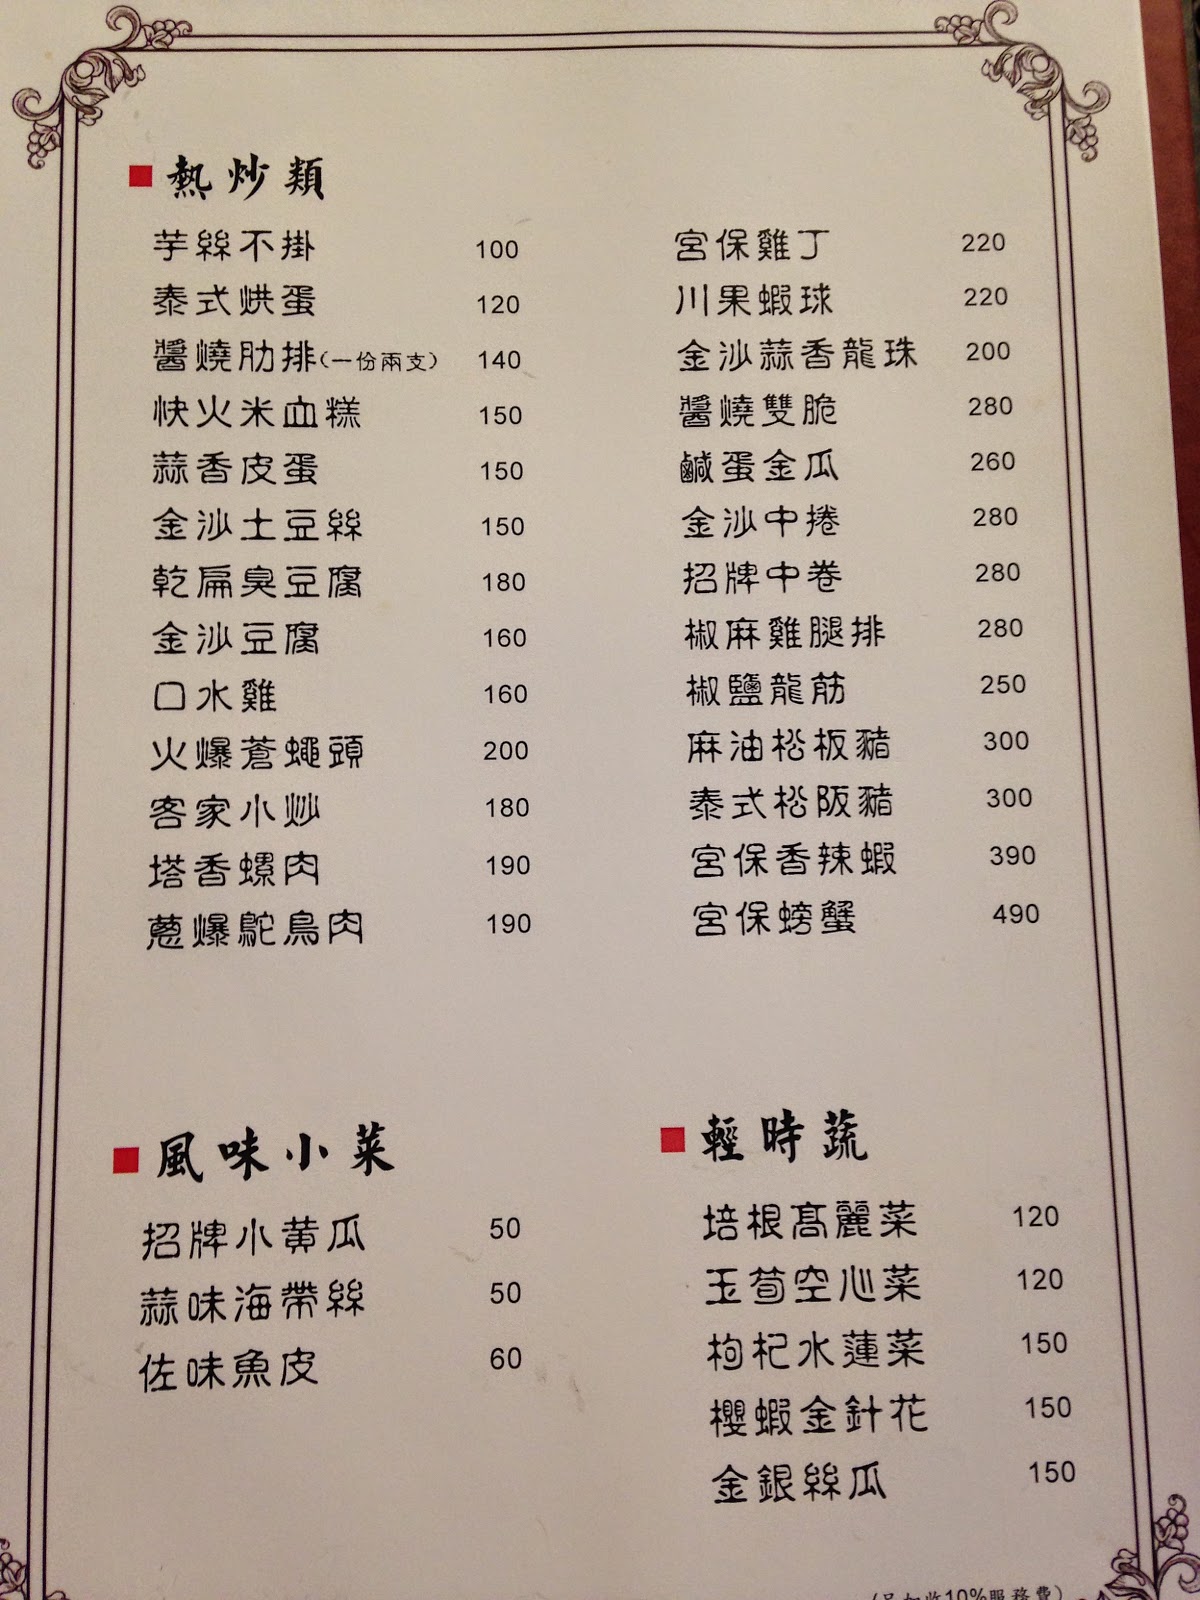 熱炒類
芋絲不掛 100
泰式烘蛋 120
醬燒肋排(一份兩支) 140
快火米血糕 150
蒜香皮蛋 150
金沙土豆絲 150
乾扁臭豆腐 180
金沙豆腐 160
口水雞 160
火爆蒼蠅頭 200
客家小炒 180
塔香螺肉 190
蔥爆鴕鳥肉 190
宮保雞丁 220
川果蝦球 220
金沙蒜香龍珠 200
醬燒雙脆 280
鹹蛋金瓜 260
金沙中捲 280
招牌中卷 280
椒麻雞腿排 280
椒鹽龍筋 250
麻油松板豬 300
泰式松阪豬 300
宮保香辣蝦 390
宮保螃蟹 490
風味小菜
招牌小黃瓜 50
蒜味海帶絲 50
佐味魚皮 60
輕時蔬
培根髙麗菜 120
玉荀空心菜 120
枸杞水蓮菜 150
櫻蝦金針花 150
金銀絲瓜 150
10%服務費)